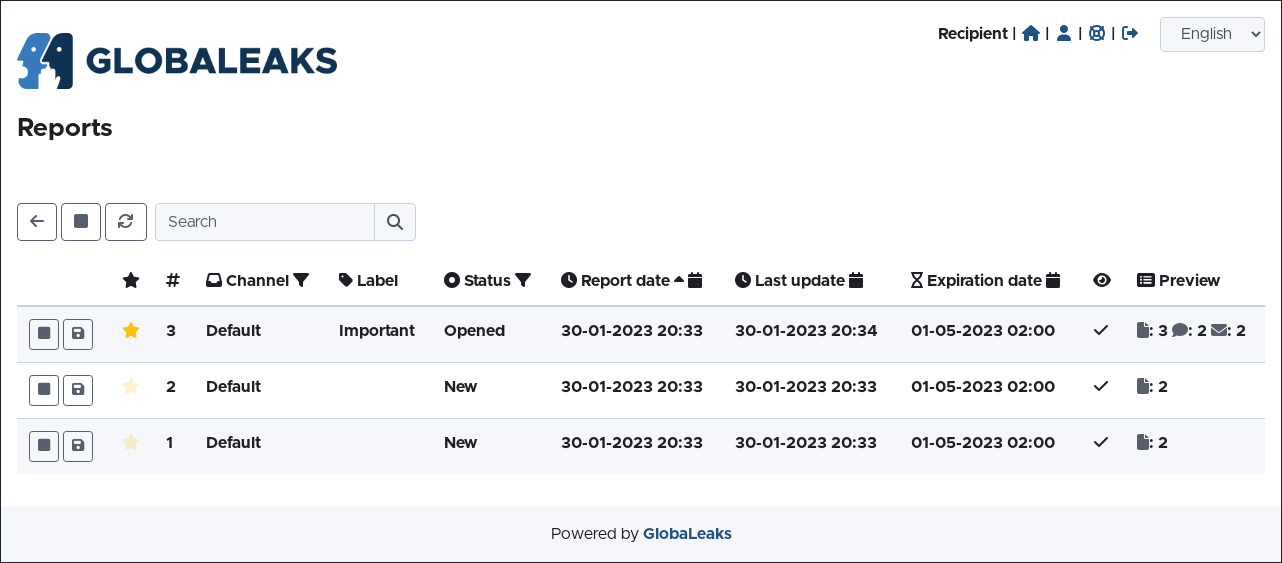 Recipient | | | | English
GLOBALEAKS
Reports
Search
# Channel Label Status Report date Last update Expiration date Preview
3 Default Important Opened 30-01-2023 20:33 30-01-2023 20:34 01-05-2023 02:00 : 3 : 2 : 2
2 Default New 30-01-2023 20:33 30-01-2023 20:33 01-05-2023 02:00 : 2
1 Default New 30-01-2023 20:33 30-01-2023 20:33 01-05-2023 02:00 : 2
Powered by GlobaLeaks